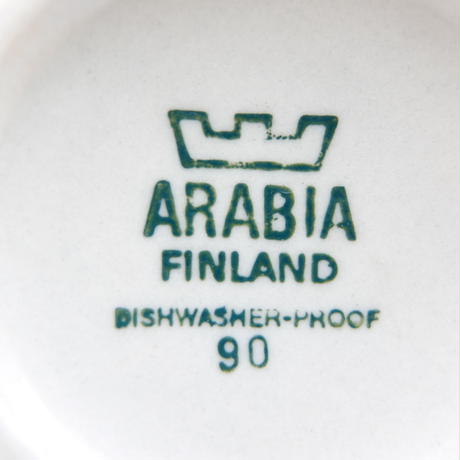 ARABIA
FINLAND
DISHWASHER-PROOF
90